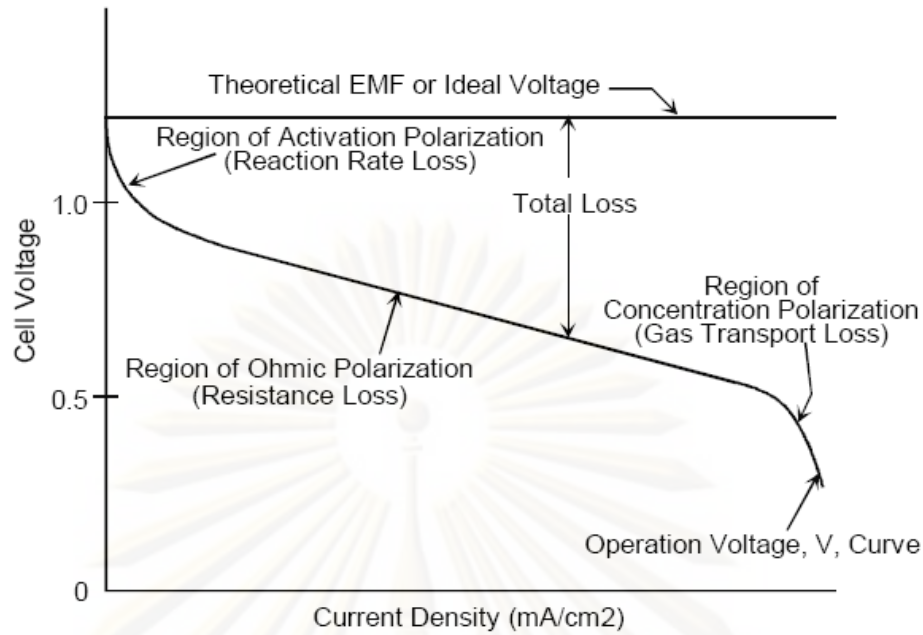 Theoretical EMF or Ideal Voltage
Region of Activation Polarization
(Reaction Rate Loss)
1.0
Total Loss
Cell Voltage
Region of
Concentration Polarization
(Gas Transport Loss)
Region of Ohmic Polarization
(Resistance Loss)
0.5
Operation Voltage, V, Curve
0
Current Density (mA/cm2)